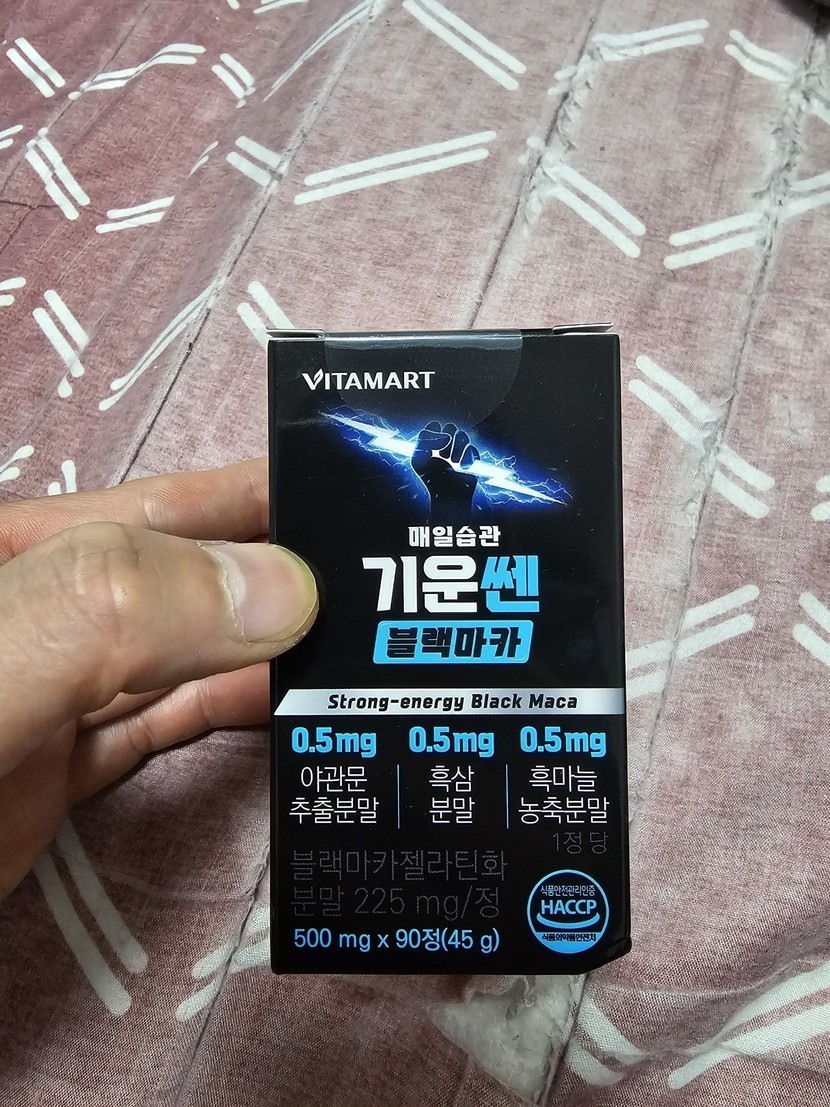 VITAMART
매일습관
기운쎈
블랙마카
Strong-energy Black Maca
0.5mg 0.5mg 0.5mg
야관문 흑삼 흑마늘
추출분말 분말 농축분말
1정 당
블랙마카젤라틴화
분말 225 mg/정
500 mg x 90정(45 g)
식품안전관리인증
HACCP
식품의약품안전처